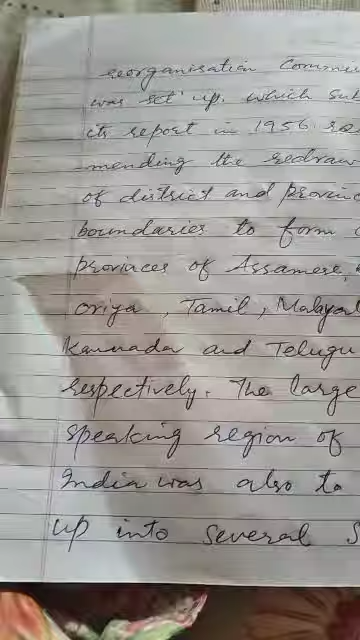 reorganisation Commi
was set up. which sub
its report in 1956 re
mending the redraw
of district and provinc
boundaries to form
provinces of Assamese,
oriya, Tamil, Malayal
Kannada and Telugu
respectively. The large
speaking region of
India was also to
up into several S